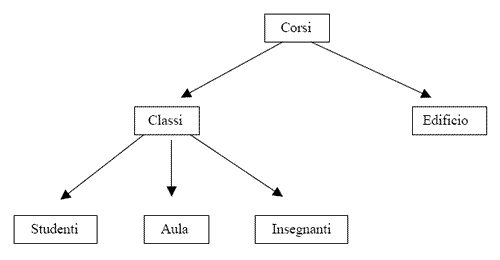 Corsi
Classi
Edificio
Studenti
Aula
Insegnanti